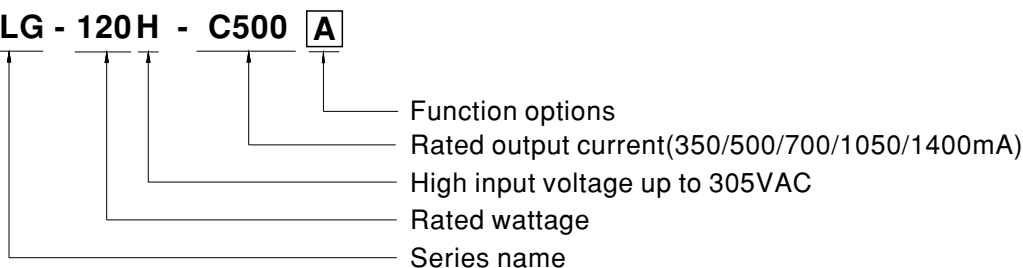 LG - 120 H - C500 A
Function options
Rated output current(350/500/700/1050/1400mA)
High input voltage up to 305VAC
Rated wattage
Series name